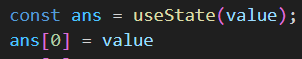 const ans = useState(value);
ans[0] = value